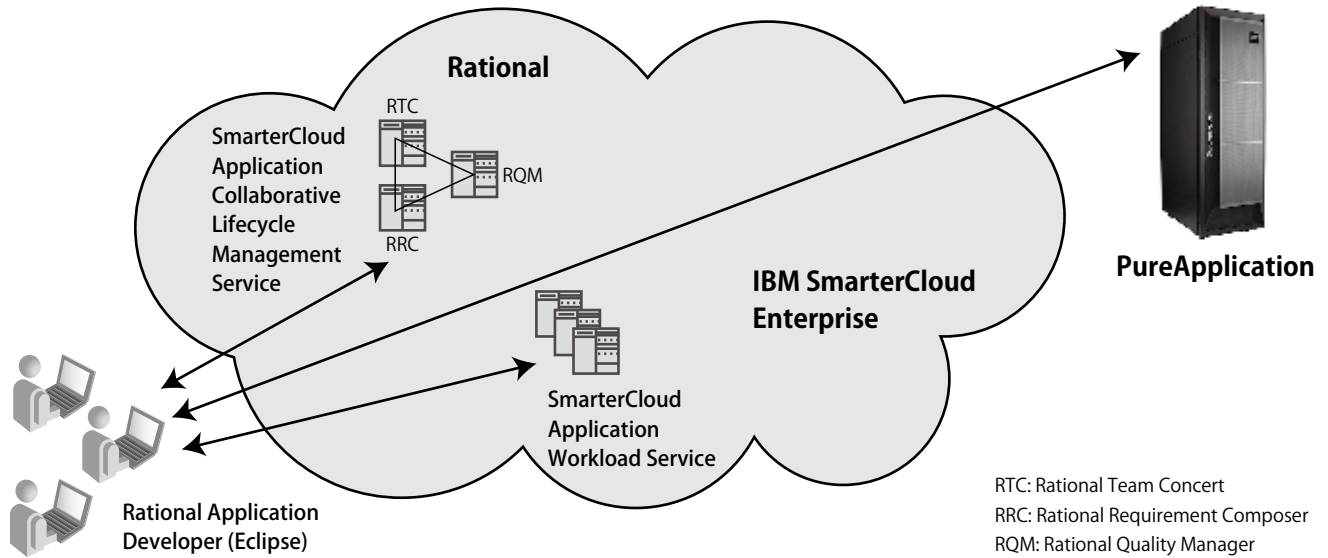 Rational
RTC
SmarterCloud
Application
Collaborative
Lifecycle
Management
Service
RQM
RRC
PureApplication
IBM SmarterCloud
Enterprise
SmarterCloud
Application
Workload Service
Rational Application
Developer (Eclipse)
RTC: Rational Team Concert
RRC: Rational Requirement Composer
RQM: Rational Quality Manager